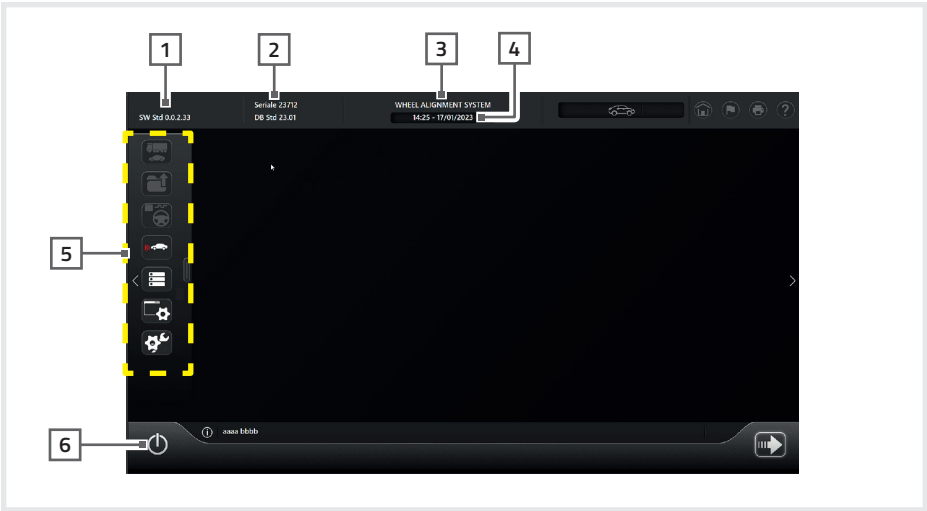 1
2
3
4
Seriale 23712
WHEEL ALIGNMENT SYSTEM
SW Std 0.0.2.33
DB Std 23.01
14:25 - 17/01/2023
?
5
6
aaaa bbbb